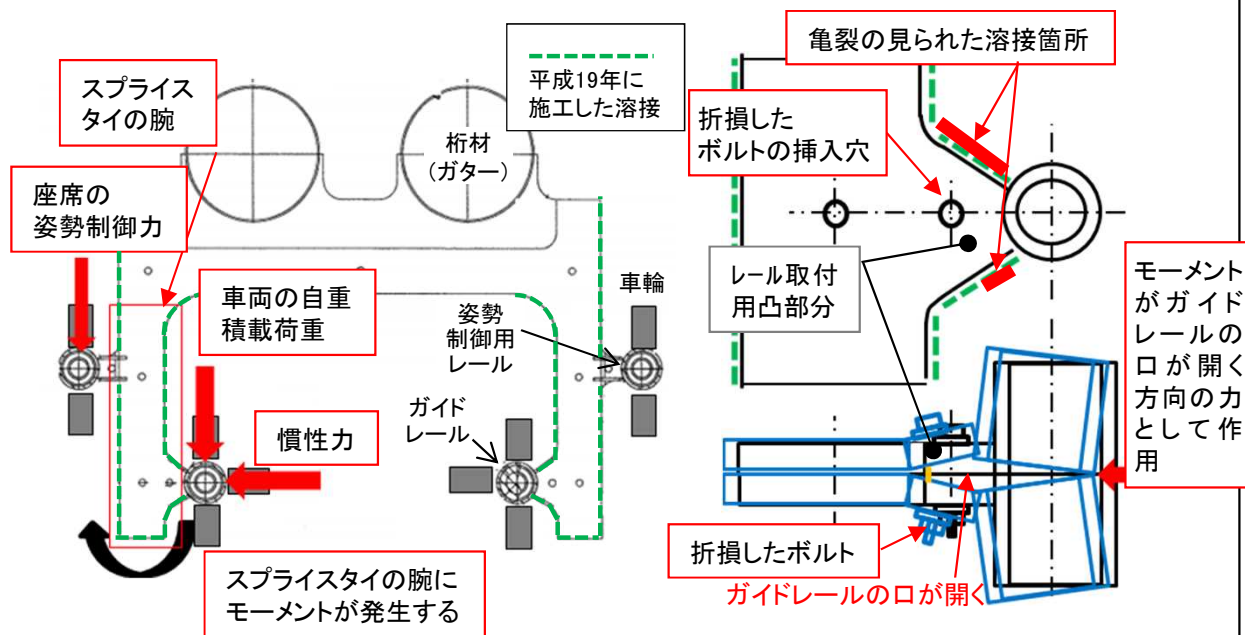 スプライス
タイの腕
座席の
姿勢制御力
桁材
(ガター)
平成19年に
施工した溶接
車両の自重
積載荷重
姿勢
制御用
レール
車輪
慣性力
ガイド
レール
スプライスタイの腕に
モーメントが発生する
亀裂の見られた溶接箇所
折損した
ボルトの挿入穴
レール取付
用凸部分
モーメント
がガイド
レールの
口が開く
方向の力
として作
用
折損したボルト
ガイドレールの口が開く